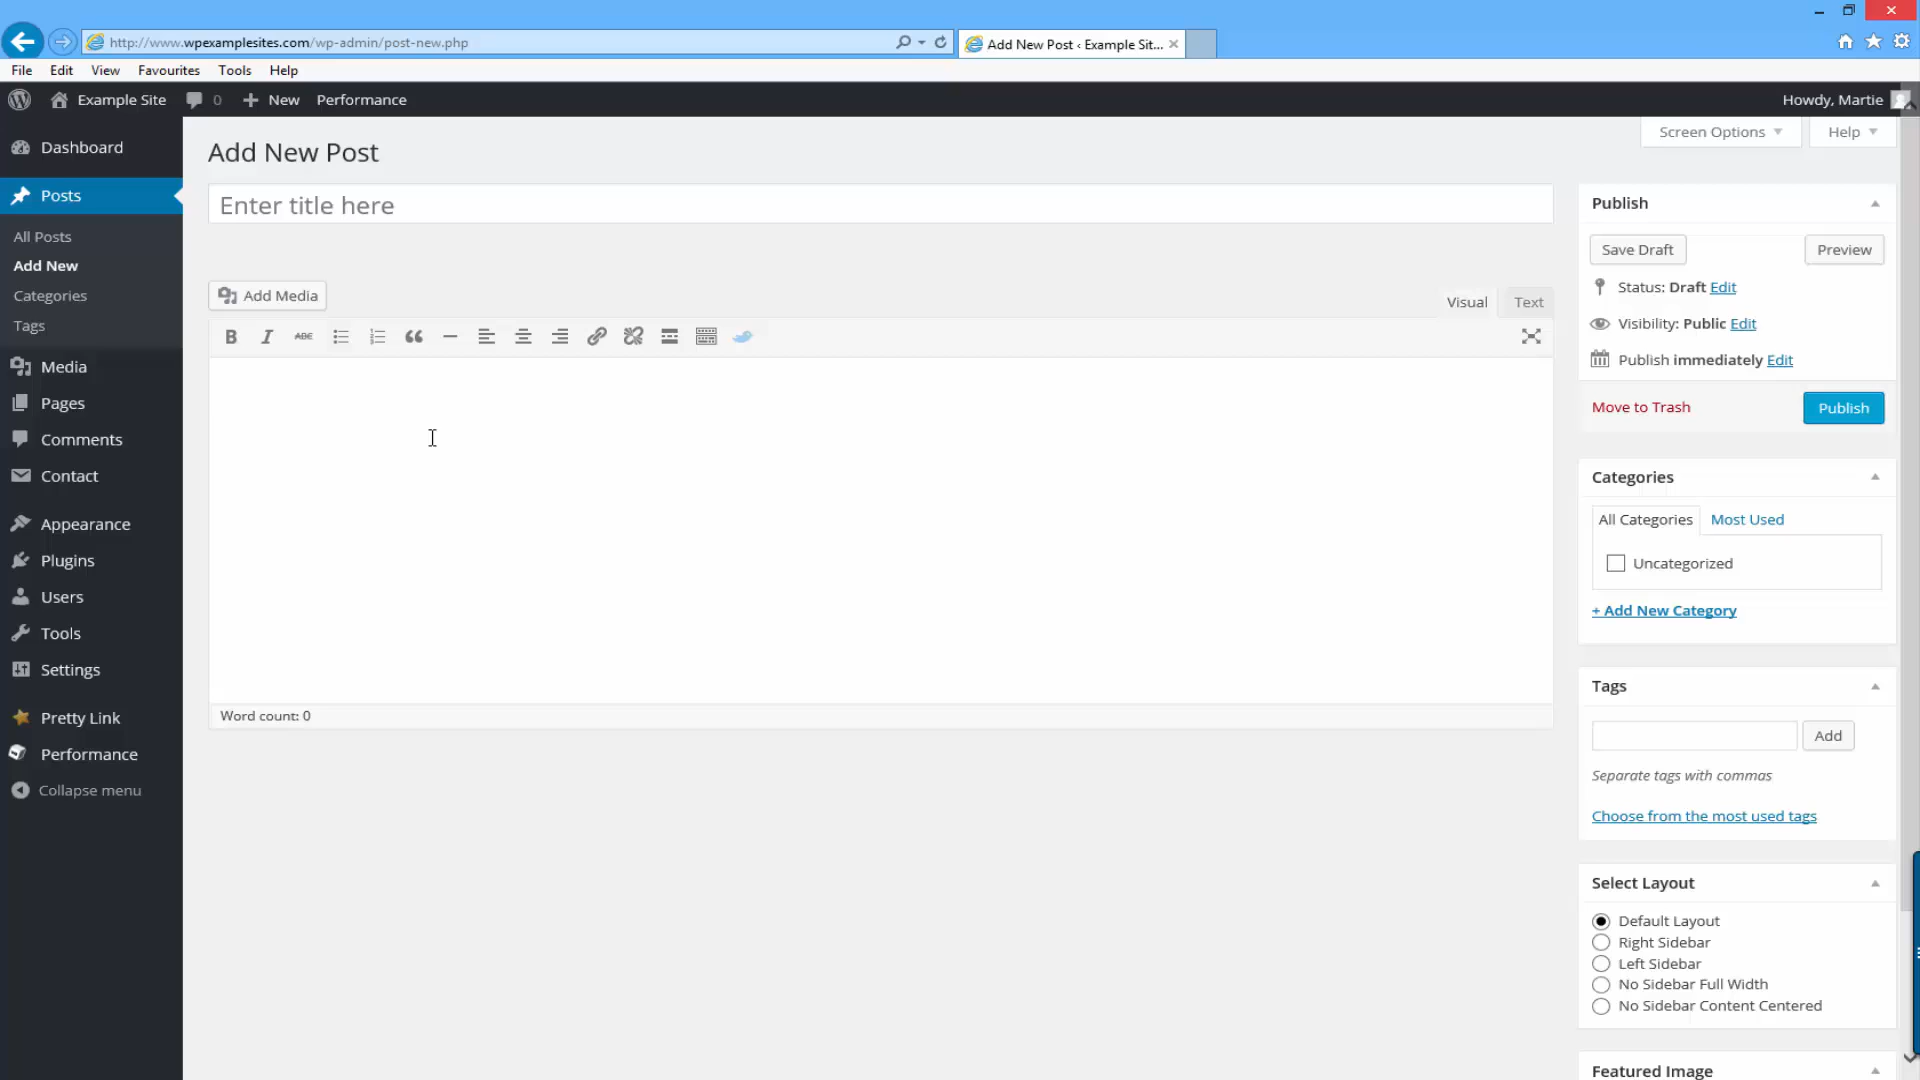 http://www.wpexamplesites.com/wp-admin/post-new.php
Add New Post ‹ Example Sit...
File Edit View Favourites Tools Help
Example Site 0 New Performance
Howdy, Martie
Dashboard
Posts
All Posts
Add New
Categories
Tags
Media
Pages
Comments
Contact
Appearance
Plugins
Users
Tools
Settings
Pretty Link
Performance
Collapse menu
Screen Options
Help
Add New Post
Enter title here
Add Media
Visual Text
B I ABC
Word count: 0
Publish
Save Draft Preview
Status: Draft Edit
Visibility: Public Edit
Publish immediately Edit
Move to Trash Publish
Categories
All Categories Most Used
Uncategorized
+ Add New Category
Tags
Add
Separate tags with commas
Choose from the most used tags
Select Layout
Default Layout
Right Sidebar
Left Sidebar
No Sidebar Full Width
No Sidebar Content Centered
Featured Image